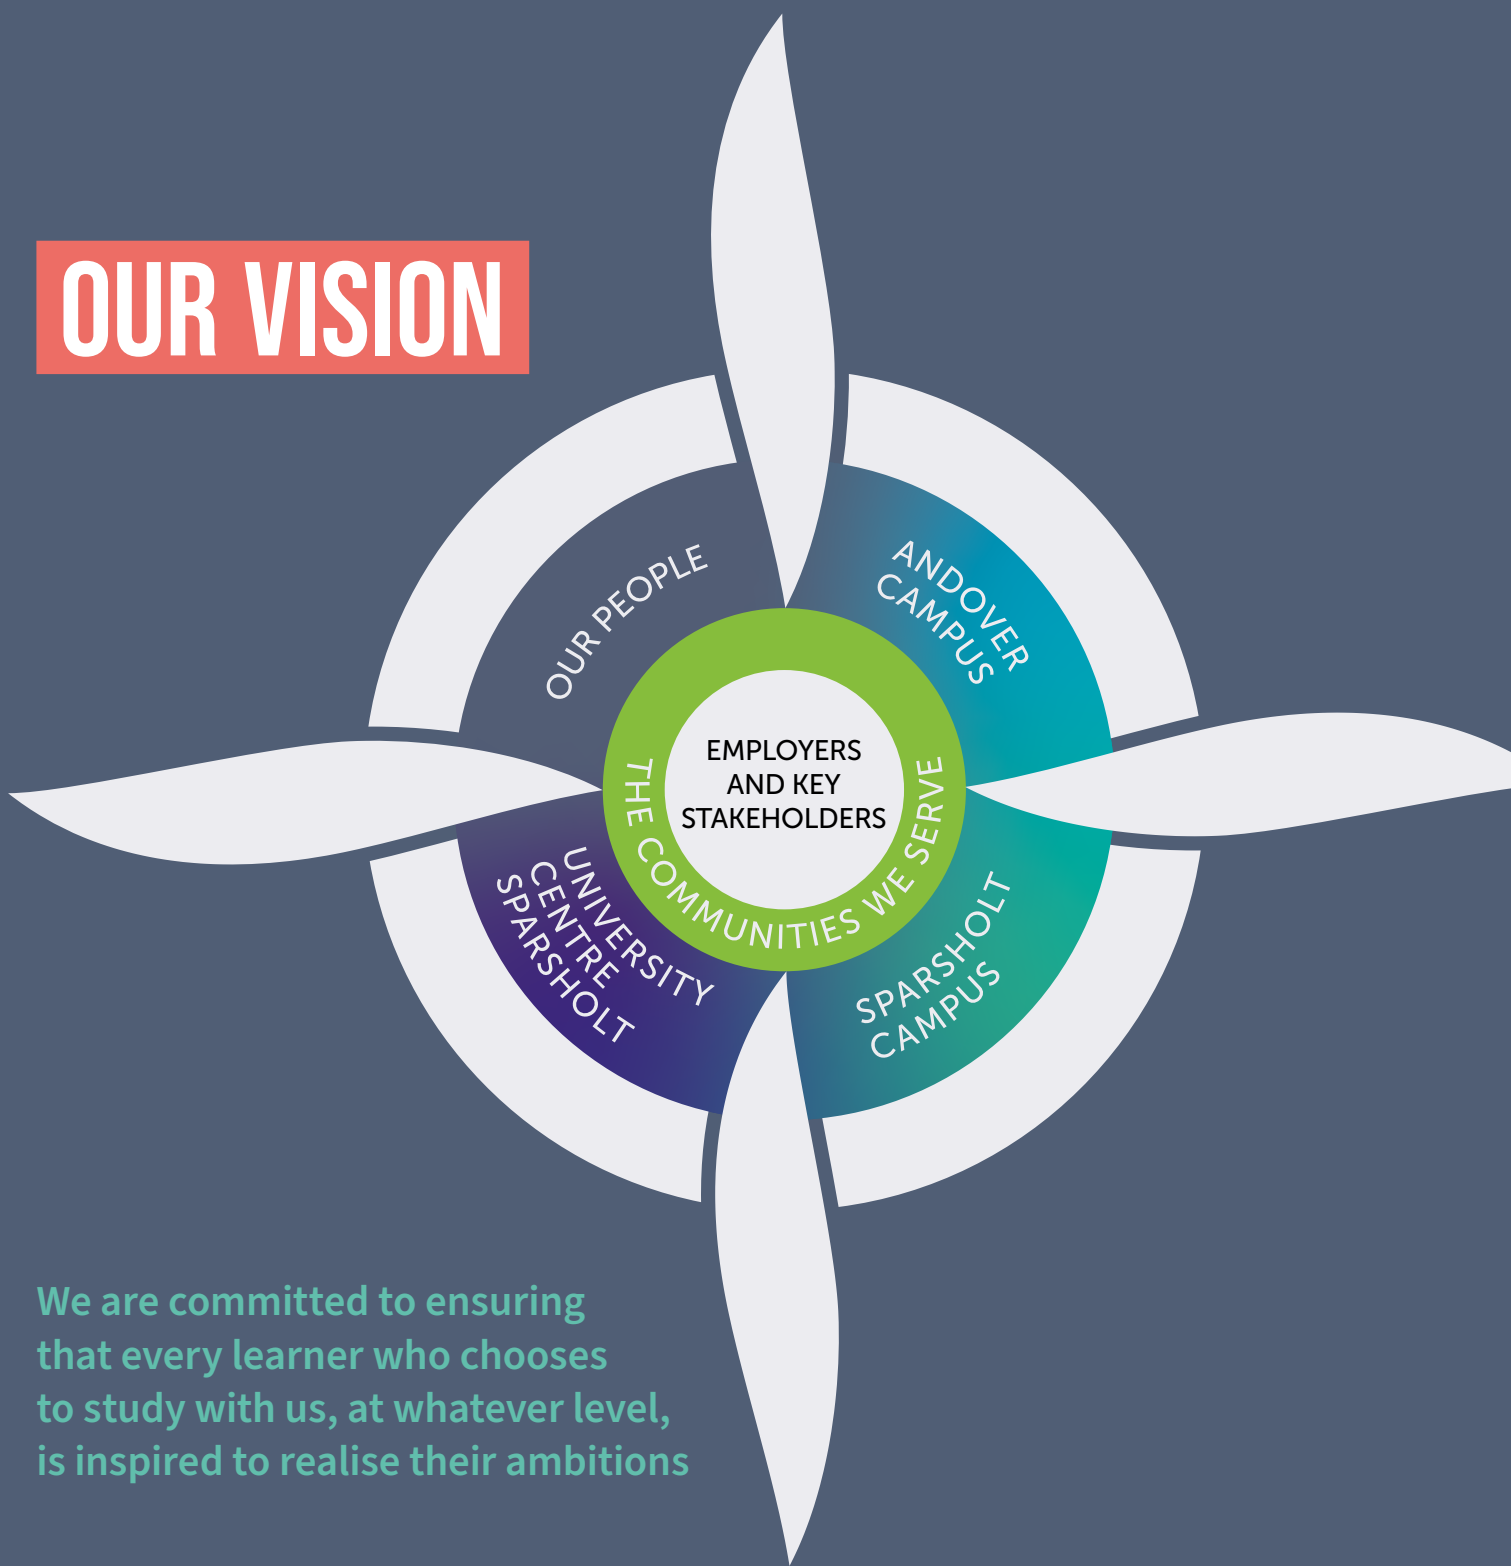 OUR VISION
OUR PEOPLE
ANDOVER
CAMPUS
EMPLOYERS
AND KEY
STAKEHOLDERS
THE COMMUNITIES WE SERVE
UNIVERSITY
CENTRE
SPARSHOLT
SPARSHOLT
CAMPUS
We are committed to ensuring
that every learner who chooses
to study with us, at whatever level,
is inspired to realise their ambitions